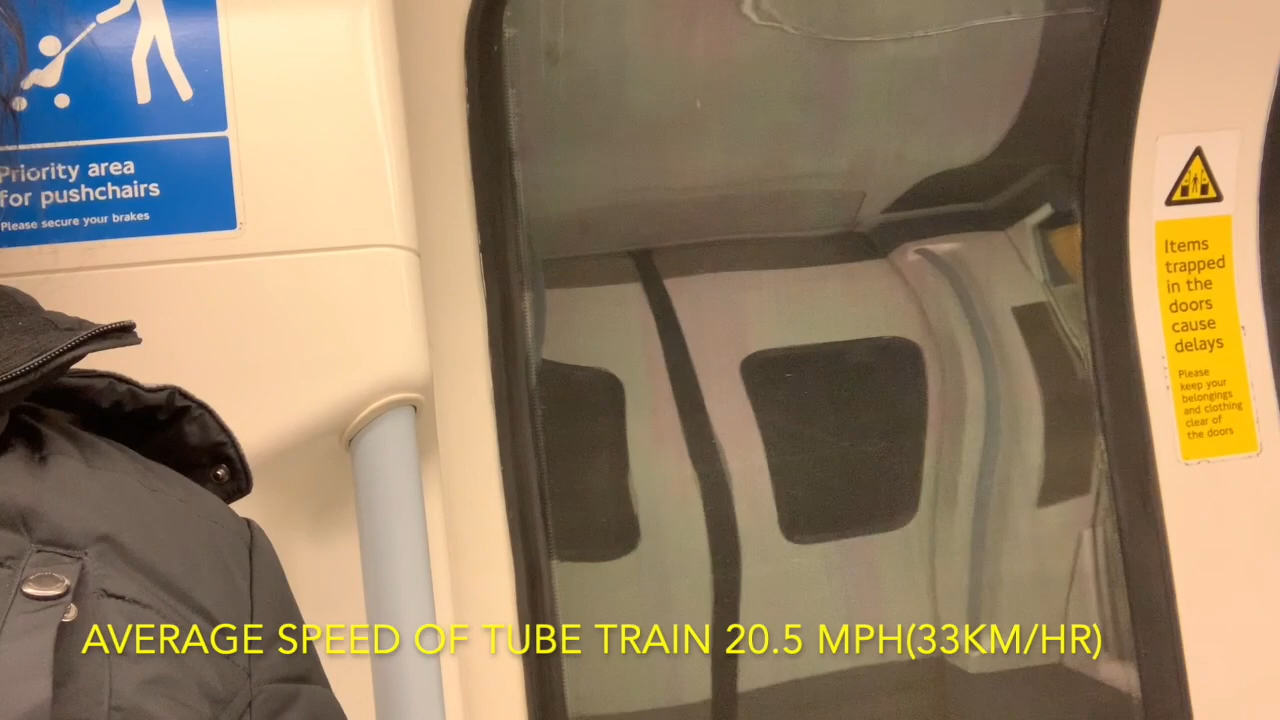 Priority area
for pushchairs
Please secure your brakes
Items
trapped
in the
doors
cause
delays
Please
keep your
belongings
and clothing
clear of
the doors
AVERAGE SPEED OF TUBE TRAIN 20.5 MPH(33KM/HR)